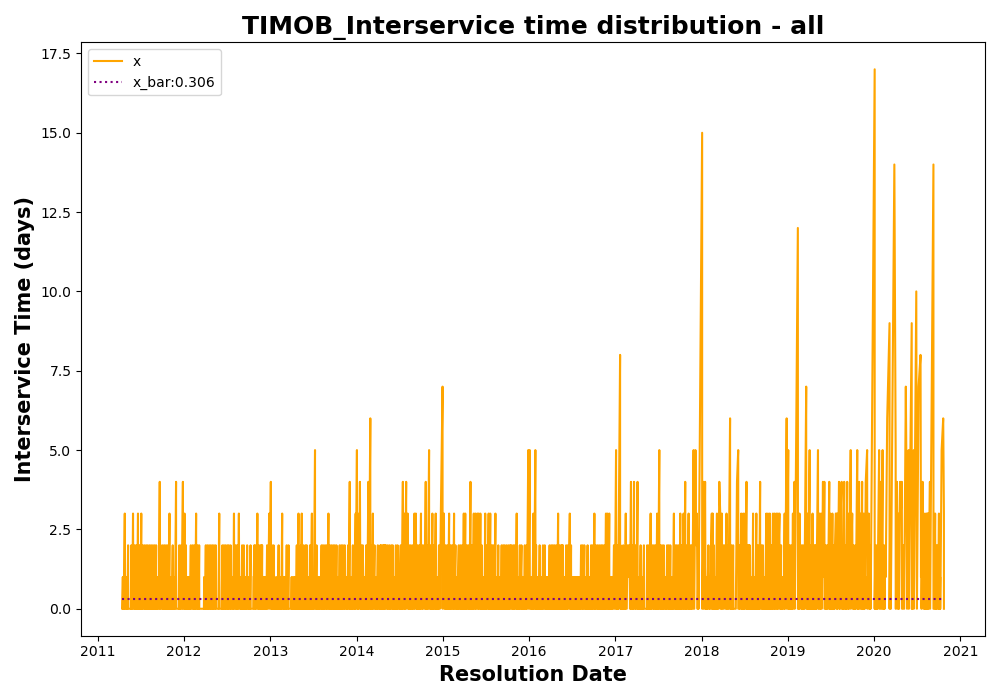 TIMOB_Interservice time distribution - all
x
x_bar:0.306
Interservice Time (days)
17.5
15.0
12.5
10.0
7.5
5.0
2.5
0.0
2011 2012 2013 2014 2015 2016 2017 2018 2019 2020 2021
Resolution Date